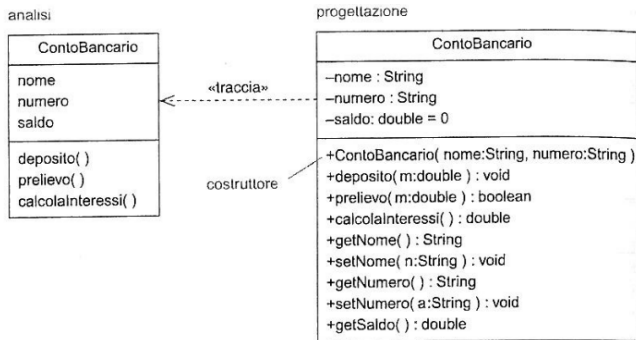 analisi
ContoBancario
nome
numero
saldo
deposito( )
prelievo( )
calcolaInteressi( )
«traccia»
costruttore
progettazione
ContoBancario
–nome : String
–numero : String
–saldo: double = 0
+ContoBancario( nome:String, numero:String )
+deposito( m:double ) : void
+prelievo( m:double ) : boolean
+calcolaInteressi( ) : double
+getNome( ) : String
+setNome( n:String ) : void
+getNumero( ) : String
+setNumero( a:String ) : void
+getSaldo( ) : double